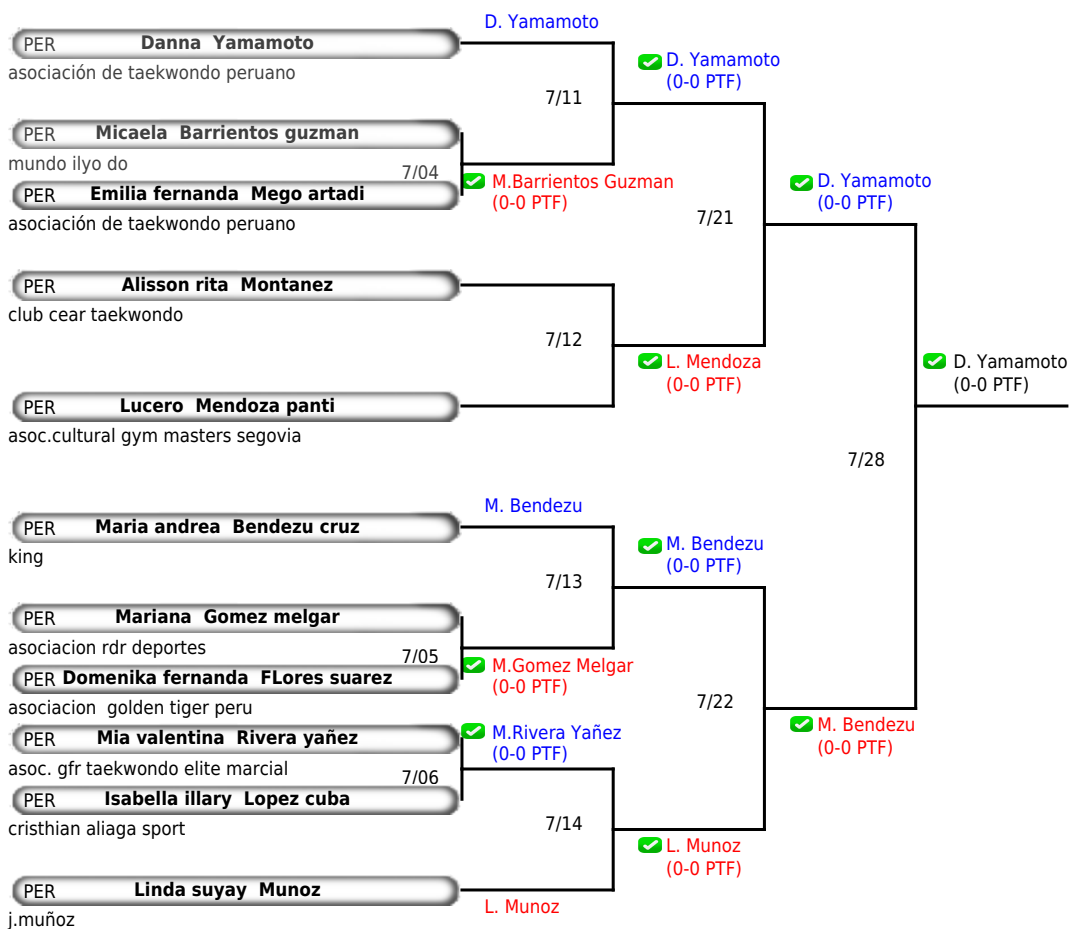 D. Yamamoto
PER Danna Yamamoto
asociación de taekwondo peruano
D. Yamamoto
(0-0 PTF)
7/11
PER Micaela Barrientos guzman
mundo ilyo do
7/04
M.Barrientos Guzman
(0-0 PTF)
PER Emilia fernanda Mego artadi
asociación de taekwondo peruano
7/21
D. Yamamoto
(0-0 PTF)
PER Alisson rita Montanez
club cear taekwondo
7/12
L. Mendoza
(0-0 PTF)
PER Lucero Mendoza panti
asoc.cultural gym masters segovia
D. Yamamoto
(0-0 PTF)
7/28
M. Bendezu
PER Maria andrea Bendezu cruz
king
M. Bendezu
(0-0 PTF)
7/13
PER Mariana Gomez melgar
asociacion rdr deportes
7/05
M.Gomez Melgar
(0-0 PTF)
PER Domenika fernanda FLores suarez
asociacion golden tiger peru
7/22
M. Bendezu
(0-0 PTF)
PER Mia valentina Rivera yañez
asoc. gfr taekwondo elite marcial
M.Rivera Yañez
(0-0 PTF)
7/06
PER Isabella illary Lopez cuba
cristhian aliaga sport
7/14
L. Munoz
(0-0 PTF)
PER Linda suyay Munoz
L. Munoz
j.muñoz